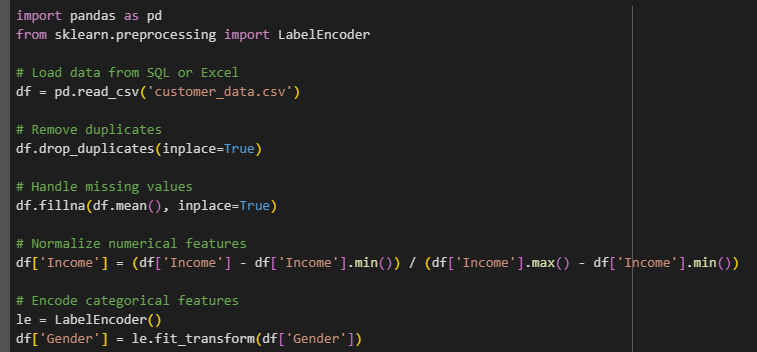 import pandas as pd
from sklearn.preprocessing import LabelEncoder
# Load data from SQL or Excel
df = pd.read_csv('customer_data.csv')
# Remove duplicates
df.drop_duplicates(inplace=True)
# Handle missing values
df.fillna(df.mean(), inplace=True)
# Normalize numerical features
df['Income'] = (df['Income'] - df['Income'].min()) / (df['Income'].max() - df['Income'].min())
# Encode categorical features
le = LabelEncoder()
df['Gender'] = le.fit_transform(df['Gender'])